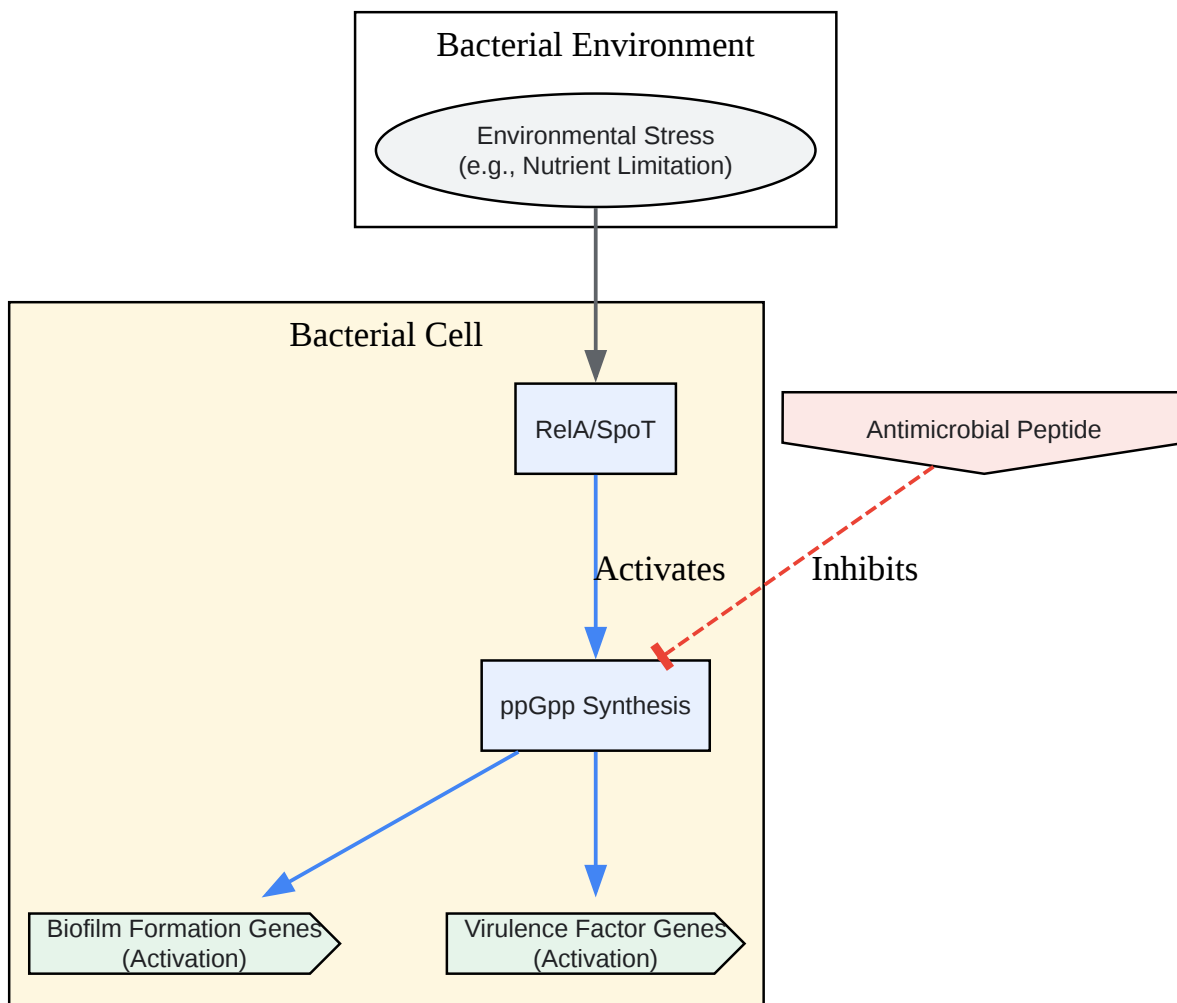 Bacterial Environment
Environmental Stress
(e.g., Nutrient Limitation)
Bacterial Cell
RelA/SpoT
Antimicrobial Peptide
Activates
Inhibits
ppGpp Synthesis
Biofilm Formation Genes
(Activation)
Virulence Factor Genes
(Activation)